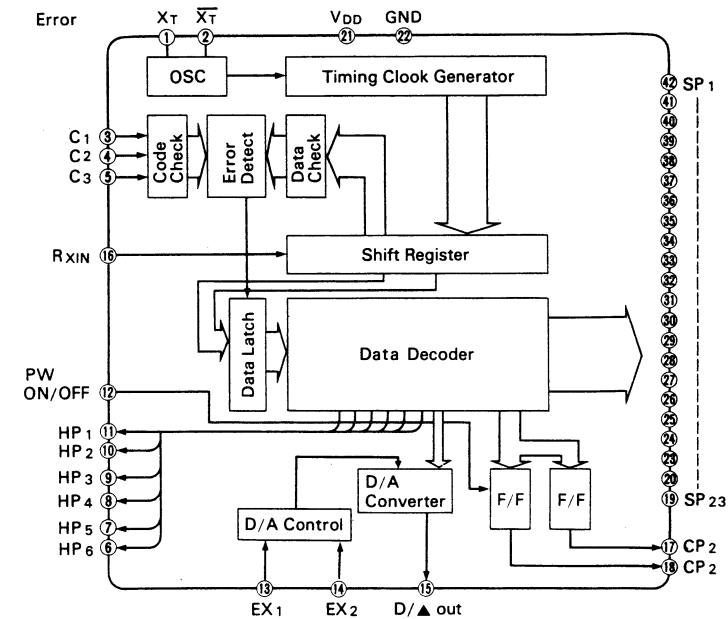 Error
XT
X̅T̅
VDD
GND
1
2
21
22
OSC
Timing Clook Generator
42 SP1
41
40
39
38
37
36
35
34
33
32
31
30
29
28
27
26
25
24
23
20
19 SP23
C1 3
C2 4
C3 5
Code Check
Error Detect
Data Check
RXIN 16
Shift Register
Data Latch
Data Decoder
PW
ON/OFF 12
HP1 11
HP2 10
HP3 9
HP4 8
HP5 7
HP6 6
D/A
Converter
D/A Control
F/F
F/F
17 CP2
18 CP2
13
14
15
EX1
EX2
D/▲ out